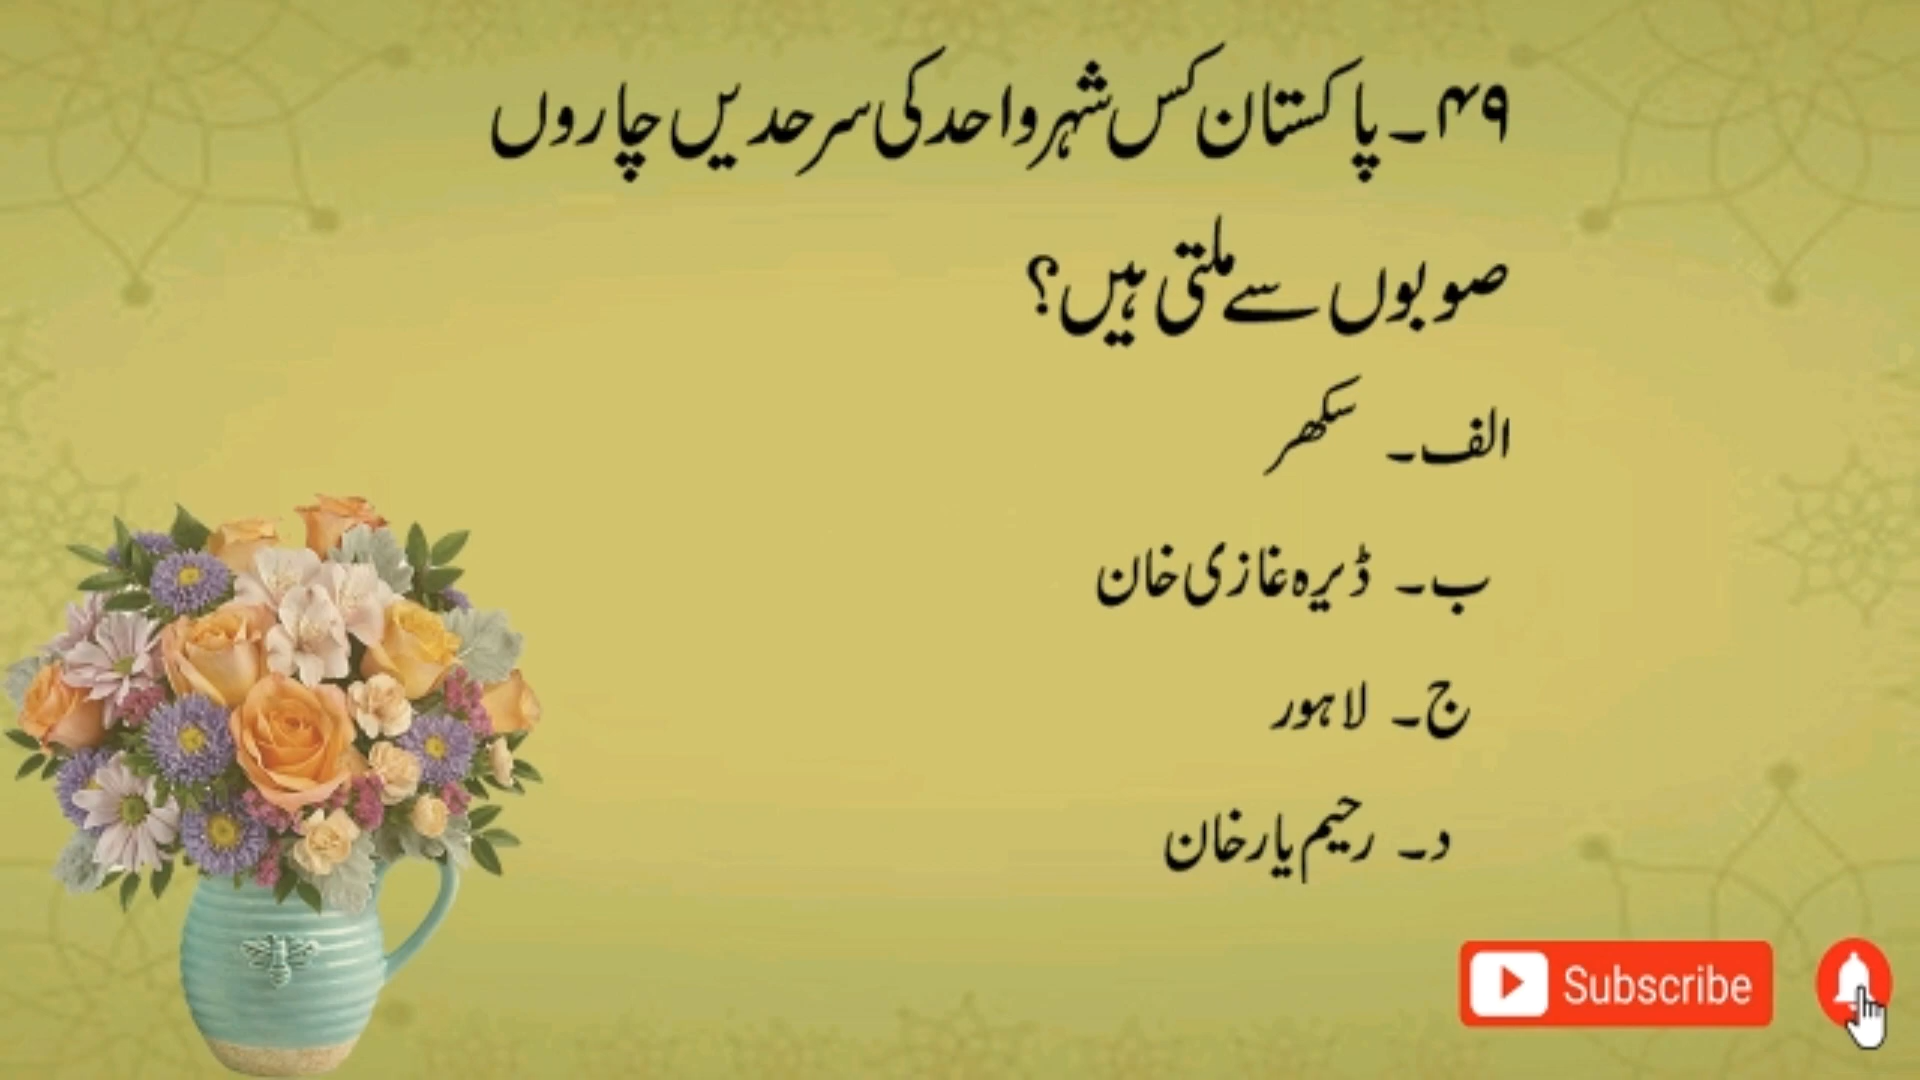 ۴۹۔ پاکستان کس شہر واحد کی سرحدیں چاروں
صوبوں سے ملتی ہیں؟
الف۔ سکھر
ب۔ ڈیرہ غازی خان
ج۔ لاہور
د۔ رحیم یار خان
Subscribe